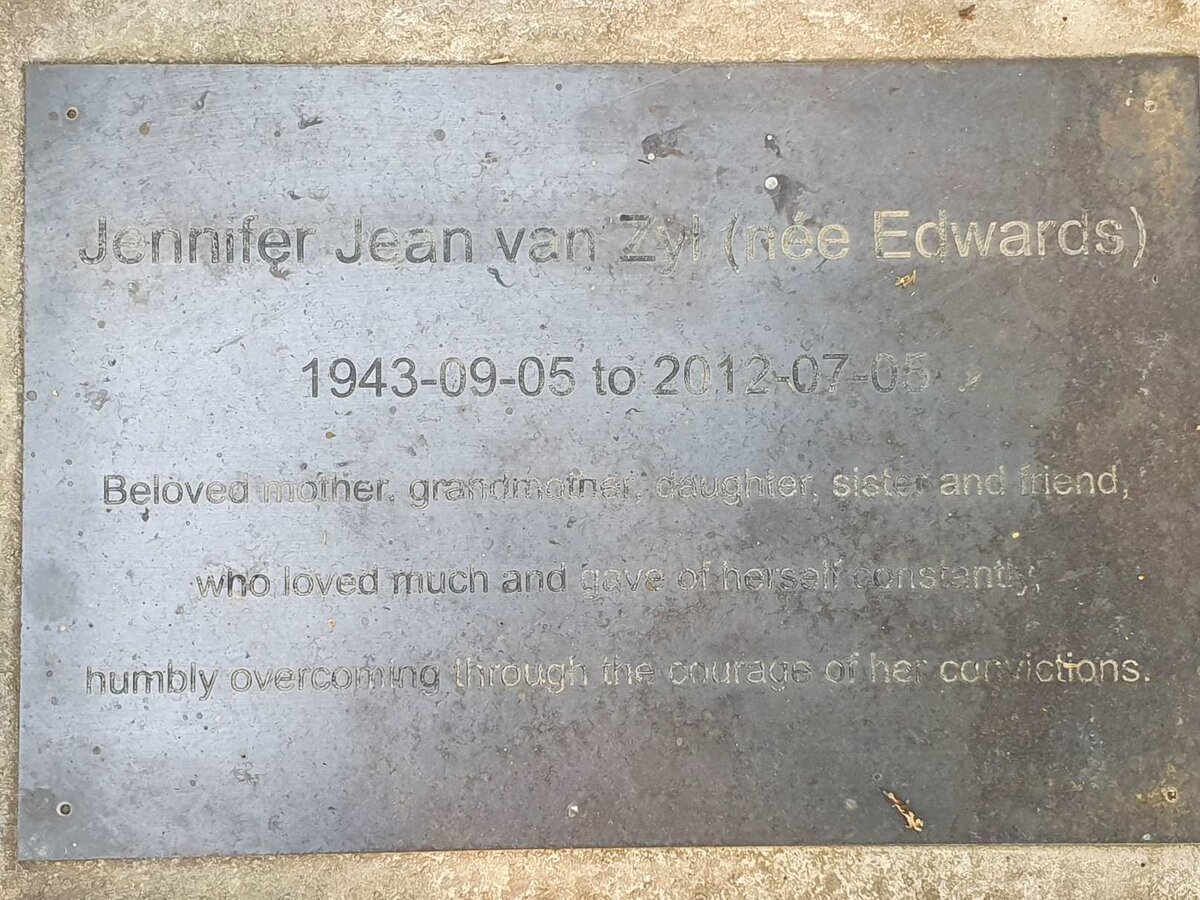 Jennifer Jean van Zyl (née Edwards)
1943-09-05 to 2012-07-05
Beloved mother, grandmother, daughter, sister and friend,
who loved much and gave of herself constantly,
humbly overcoming through the courage of her convictions.